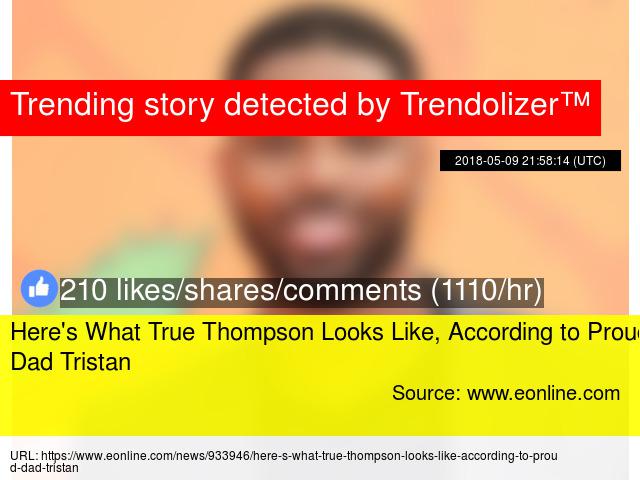 Trending story detected by Trendolizer™
2018-05-09 21:58:14 (UTC)
210 likes/shares/comments (1110/hr)
Here's What True Thompson Looks Like, According to Prou
Dad Tristan
Source: www.eonline.com
URL: https://www.eonline.com/news/933946/here-s-what-true-thompson-looks-like-according-to-prou
d-dad-tristan